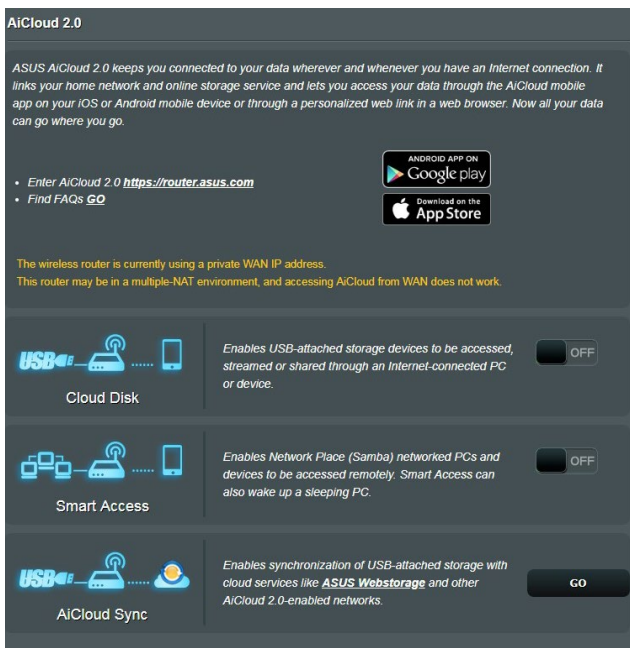 AiCloud 2.0
ASUS AiCloud 2.0 keeps you connected to your data wherever and whenever you have an Internet connection. It
links your home network and online storage service and lets you access your data through the AiCloud mobile
app on your iOS or Android mobile device or through a personalized web link in a web browser. Now all your data
can go where you go.
ANDROID APP ON
Google play
• Enter AiCloud 2.0 https://router.asus.com
• Find FAQs GO
Download on the
App Store
The wireless router is currently using a private WAN IP address.
This router may be in a multiple-NAT environment, and accessing AiCloud from WAN does not work.
USB
Cloud Disk
Enables USB-attached storage devices to be accessed,
streamed or shared through an Internet-connected PC
or device.
OFF
Smart Access
Enables Network Place (Samba) networked PCs and
devices to be accessed remotely. Smart Access can
also wake up a sleeping PC.
OFF
USB
AiCloud Sync
Enables synchronization of USB-attached storage with
cloud services like ASUS Webstorage and other
AiCloud 2.0-enabled networks.
GO